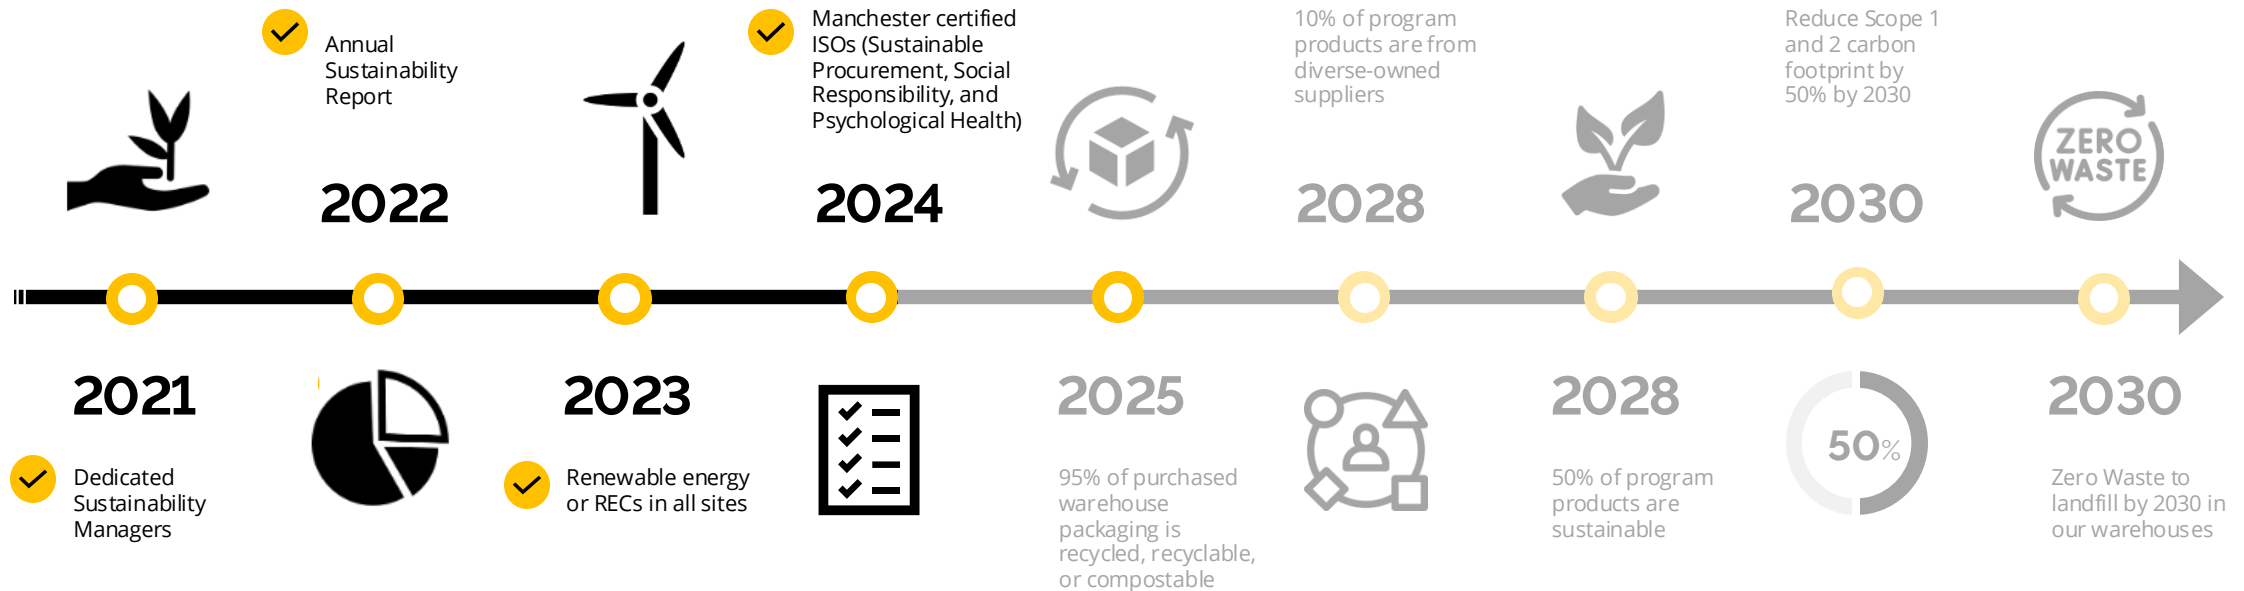 2021
Dedicated
Sustainability
Managers
Annual
Sustainability
Report
2022
2023
Renewable energy
or RECs in all sites
Manchester certified
ISOs (Sustainable
Procurement, Social
Responsibility, and
Psychological Health)
2024
2025
95% of purchased
warehouse
packaging is
recycled, recyclable,
or compostable
10% of program
products are from
diverse-owned
suppliers
2028
2028
50% of program
products are
sustainable
Reduce Scope 1
and 2 carbon
footprint by
50% by 2030
2030
50%
ZERO
WASTE
2030
Zero Waste to
landfill by 2030 in
our warehouses